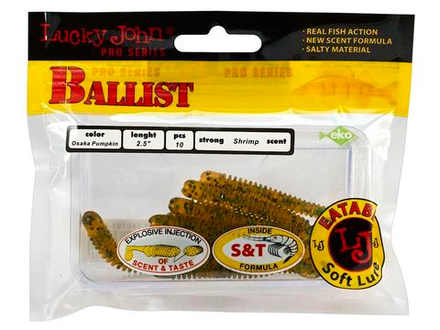 Lucky John
PRO SERIES
• REAL FISH ACTION
• NEW SCENT FORMULA
• SALTY MATERIAL
PRO SERIES
PRO SERIES
BALLIST
color
Osaka Pumpkin
lenght
2.5"
pcs
10
strong Shrimp scent
eko
EXPLOSIVE INJECTION
OF
SCENT & TASTE
INSIDE
S&T
FORMULA
EATAB
LJ
LJ
Soft Lur